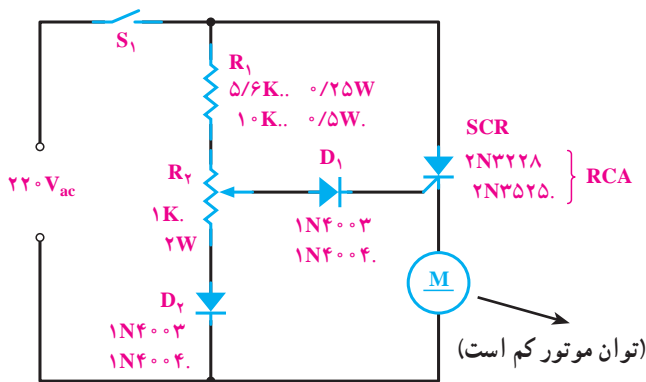 S۱
R۱
۵/۶K.. ۰/۲۵W
۱۰K.. ۰/۵W.
SCR
۲N۳۲۲۸
۲N۳۵۲۵.
RCA
D۱
۱N۴۰۰۳
۱N۴۰۰۴.
R۲
۱K.
۲W
۲۲۰Vac
M
D۲
۱N۴۰۰۳
۱N۴۰۰۴.
(توان موتور کم است)